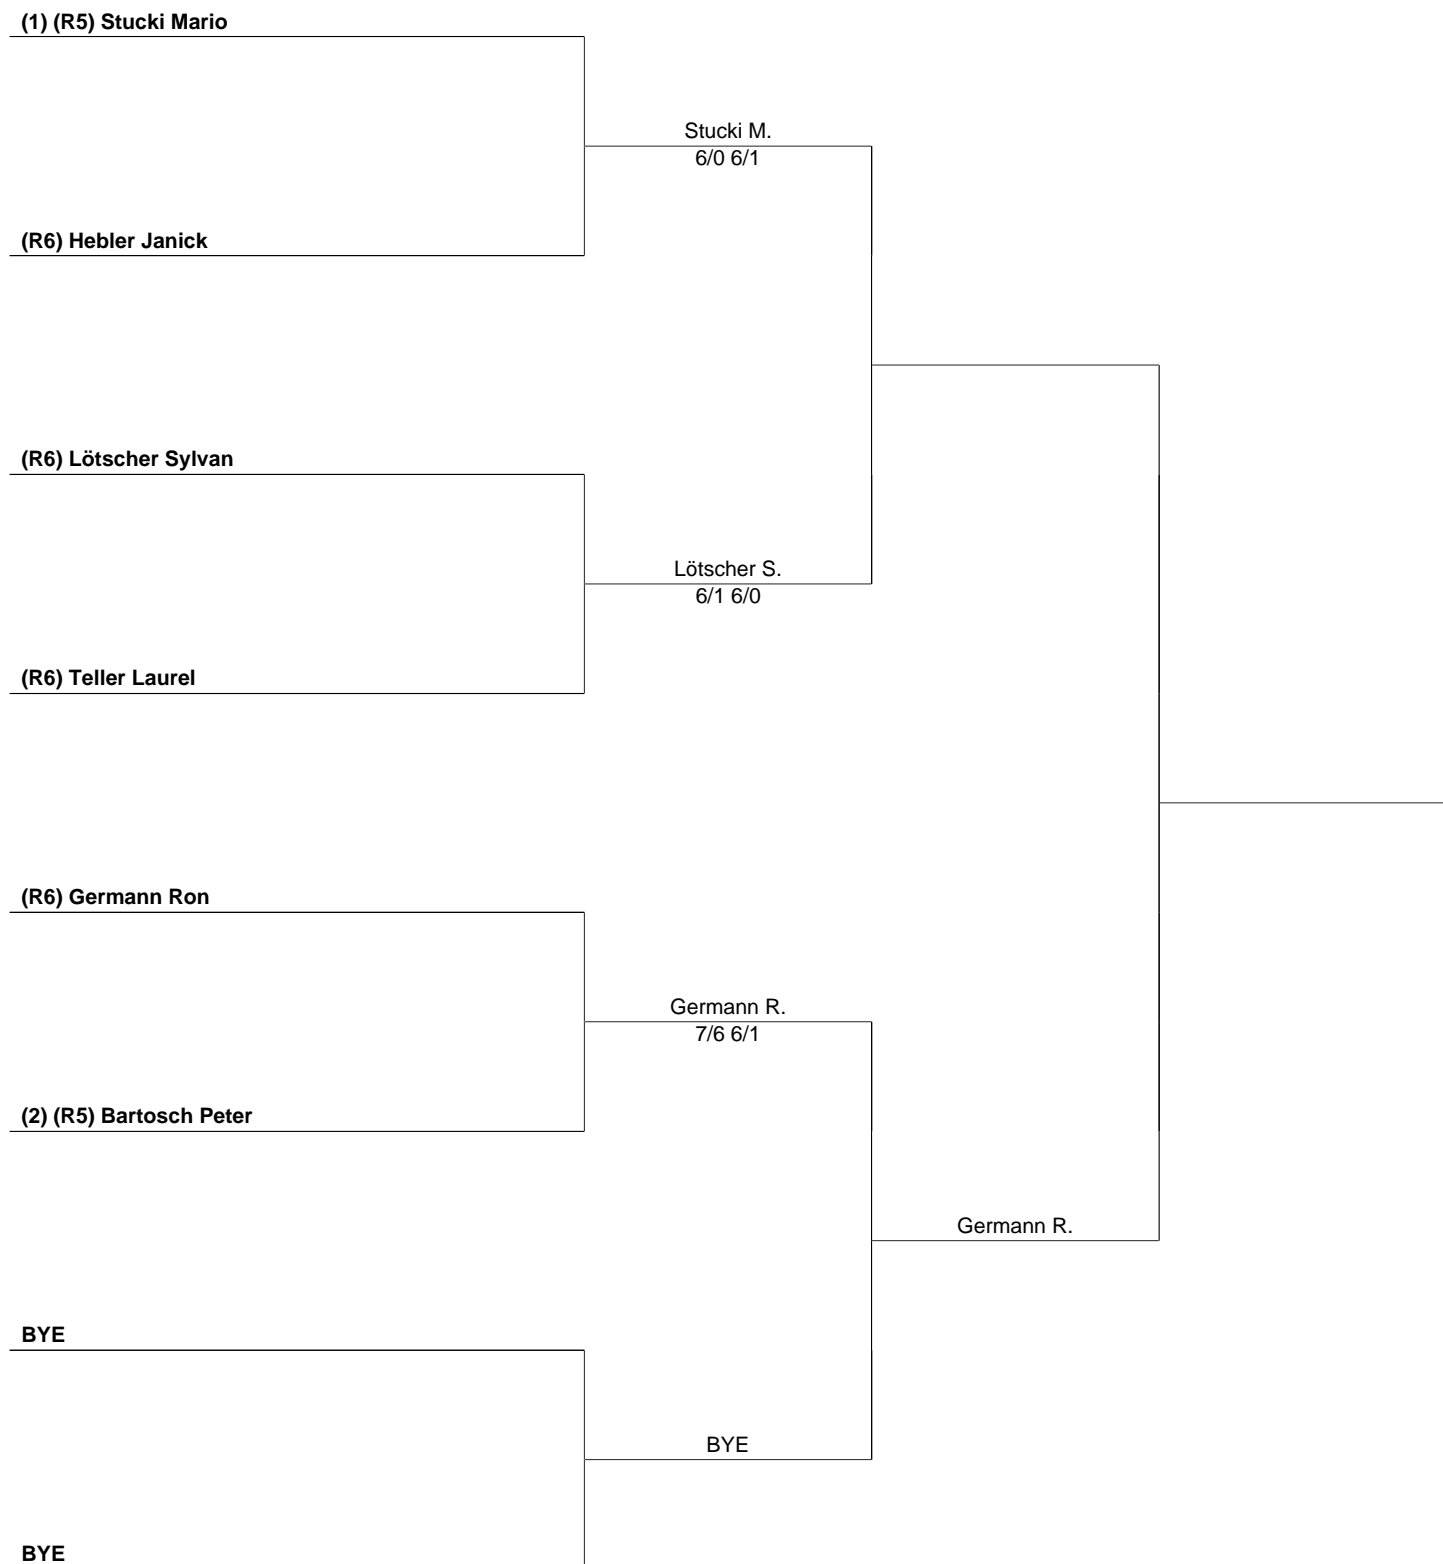 (1) (R5) Stucki Mario
Stucki M.
6/0 6/1
(R6) Hebler Janick
(R6) Lötscher Sylvan
Lötscher S.
6/1 6/0
(R6) Teller Laurel
(R6) Germann Ron
Germann R.
7/6 6/1
(2) (R5) Bartosch Peter
Germann R.
BYE
BYE
BYE